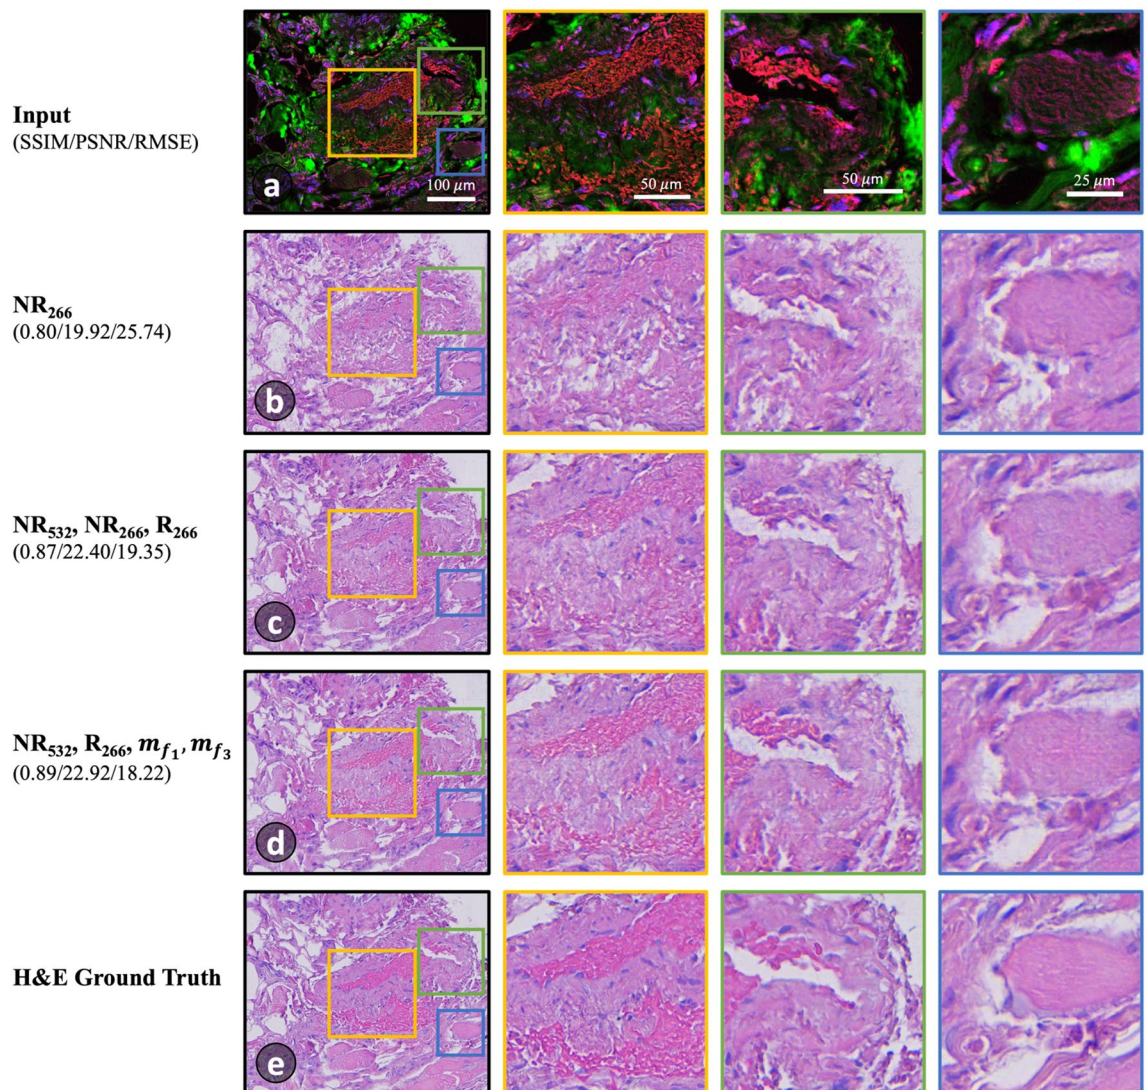 Input
(SSIM/PSNR/RMSE)
a
100 μm
50 μm
50 μm
25 μm
NR₂₆₆
(0.80/19.92/25.74)
b
NR₅₃₂, NR₂₆₆, R₂₆₆
(0.87/22.40/19.35)
c
NR₅₃₂, R₂₆₆, m_f₁, m_f₃
(0.89/22.92/18.22)
d
H&E Ground Truth
e